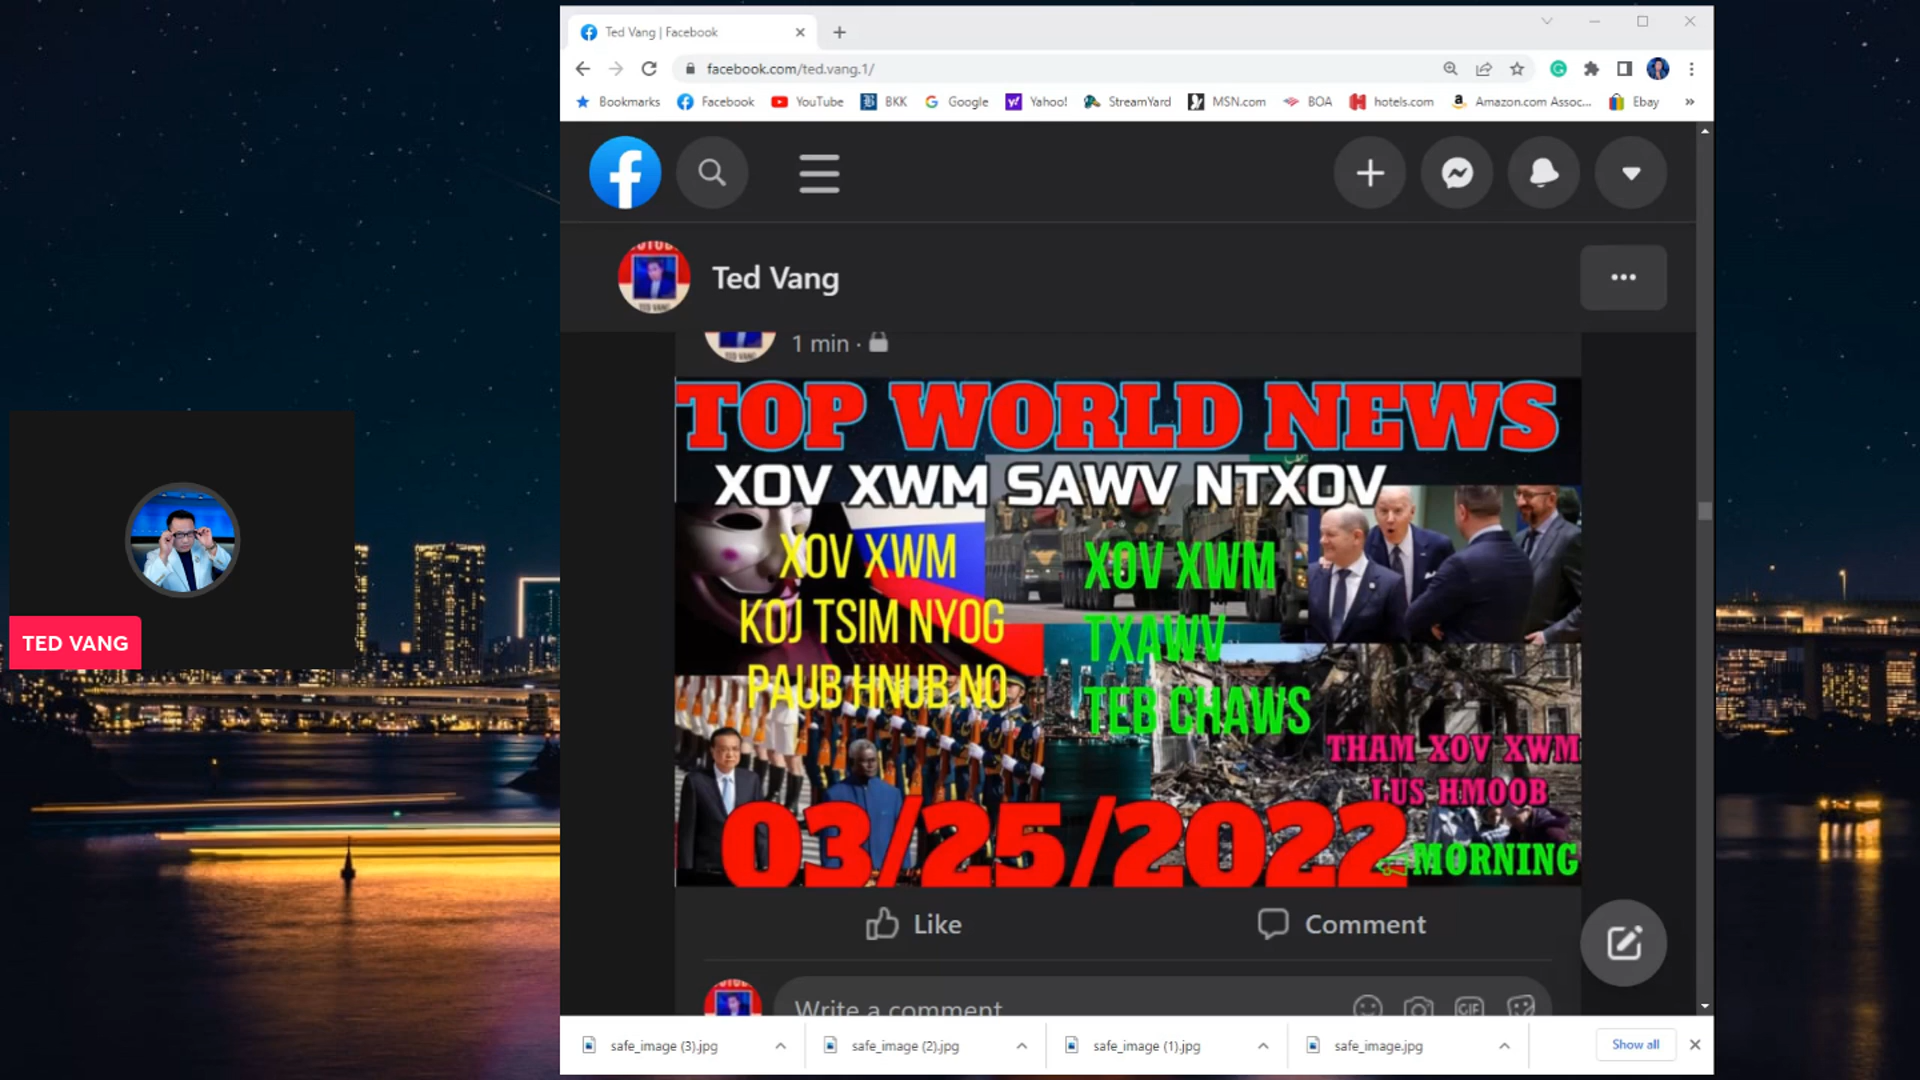 Ted Vang | Facebook
facebook.com/ted.vang.1/
Bookmarks Facebook YouTube BKK Google Yahoo! StreamYard MSN.com BOA hotels.com Amazon.com Assoc... Ebay »
Ted Vang
1 min ·
TOP WORLD NEWS
XOV XWM SAWV NTXOV
XOV XWM
KOJ TSIM NYOG
PAUB HNUB NO
XOV XWM
TXAWV
TEB CHAWS
THAM XOV XWM
LUS HMOOB
03/25/2022
MORNING
TED VANG
Like Comment
Write a comment
GIF
safe_image (3).jpg safe_image (2).jpg safe_image (1).jpg safe_image.jpg Show all